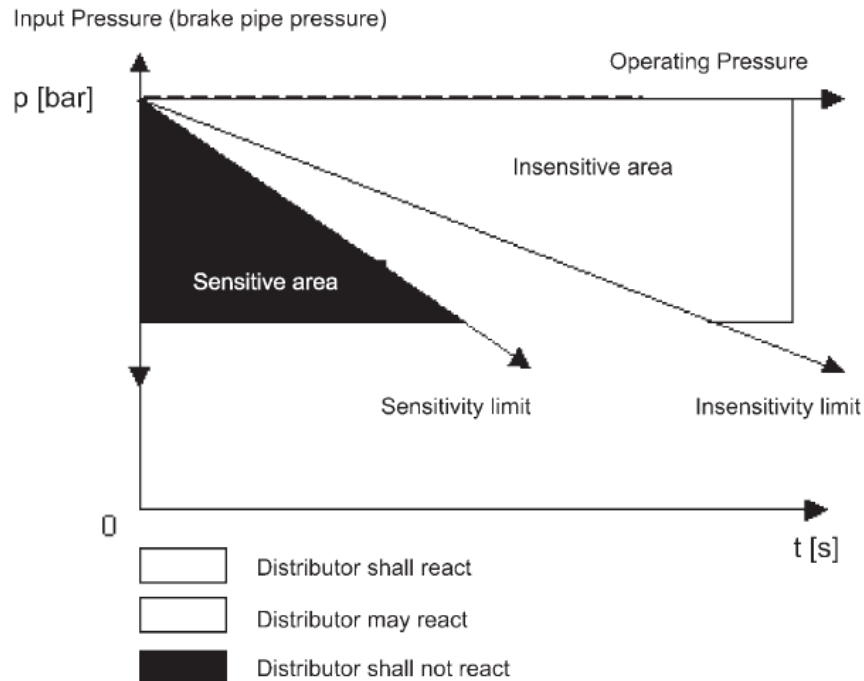 Input Pressure (brake pipe pressure)
Operating Pressure
p [bar]
Insensitive area
Sensitive area
Sensitivity limit
Insensitivity limit
0
t [s]
Distributor shall react
Distributor may react
Distributor shall not react